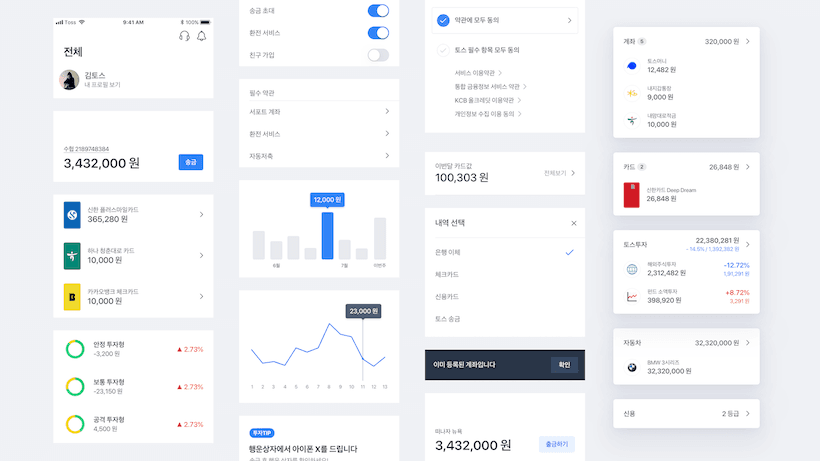 Toss
9:41 AM
100%
전체
김토스
내 프로필 보기
수협 2189748384
3,432,000 원
송금
신한 플러스마일카드
365,280 원
하나 청춘대로 카드
10,000 원
카카오뱅크 체크카드
10,000 원
안정 투자형
-3,200 원
▲ 2.73%
보통 투자형
-23,150 원
▲ 2.73%
공격 투자형
4,500 원
▲ 2.73%
송금 초대
환전 서비스
친구 가입
필수 약관
서포트 계좌
환전 서비스
자동저축
12,000 원
6월
7월
이번주
23,000 원
1 2 3 4 5 6 7 8 9 10 11 12 13
투자TIP
행운상자에서 아이폰 X를 드립니다
약관에 모두 동의
토스 필수 항목 모두 동의
서비스 이용약관
통합 금융정보 서비스 약관
KCB 올크레딧 이용약관
개인정보 수집 이용 동의
이번달 카드값
100,303 원
전체보기
내역 선택
은행 이체
체크카드
신용카드
토스 송금
이미 등록된 계좌입니다
확인
떠나자 뉴욕
3,432,000 원
출금하기
계좌 5
320,000 원
토스머니
12,482 원
내지갑통장
9,000 원
내맘대로적금
10,000 원
카드 2
26,848 원
신한카드 Deep Dream
26,848 원
토스투자
22,380,281 원
해외주식투자
2,312,482 원
-12.72%
펀드 소액투자
398,920 원
+8.72%
3,291 원
자동차
32,320,000 원
BMW 3시리즈
32,320,000 원
신용
2 등급